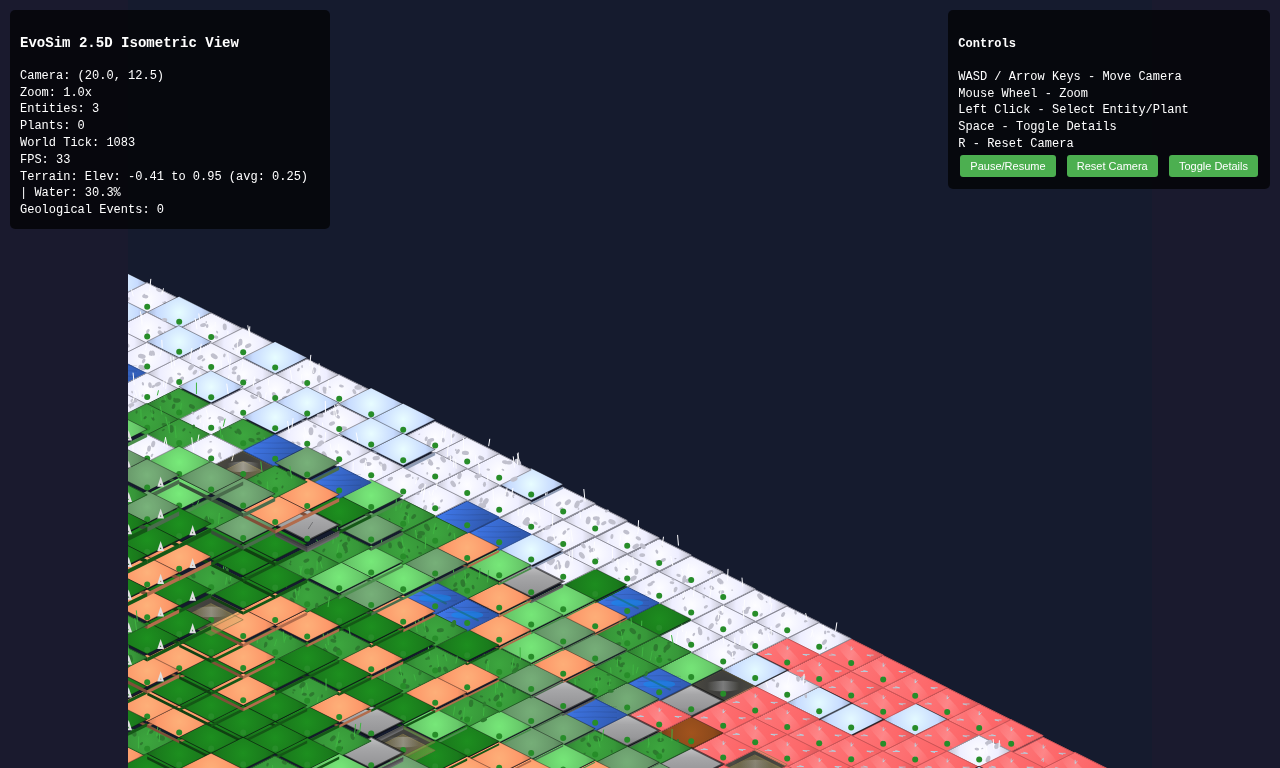 EvoSim 2.5D Isometric View
Camera: (20.0, 12.5)
Zoom: 1.0x
Entities: 3
Plants: 0
World Tick: 1083
FPS: 33
Terrain: Elev: -0.41 to 0.95 (avg: 0.25)
| Water: 30.3%
Geological Events: 0
Controls
WASD / Arrow Keys - Move Camera
Mouse Wheel - Zoom
Left Click - Select Entity/Plant
Space - Toggle Details
R - Reset Camera
Pause/Resume Reset Camera Toggle Details